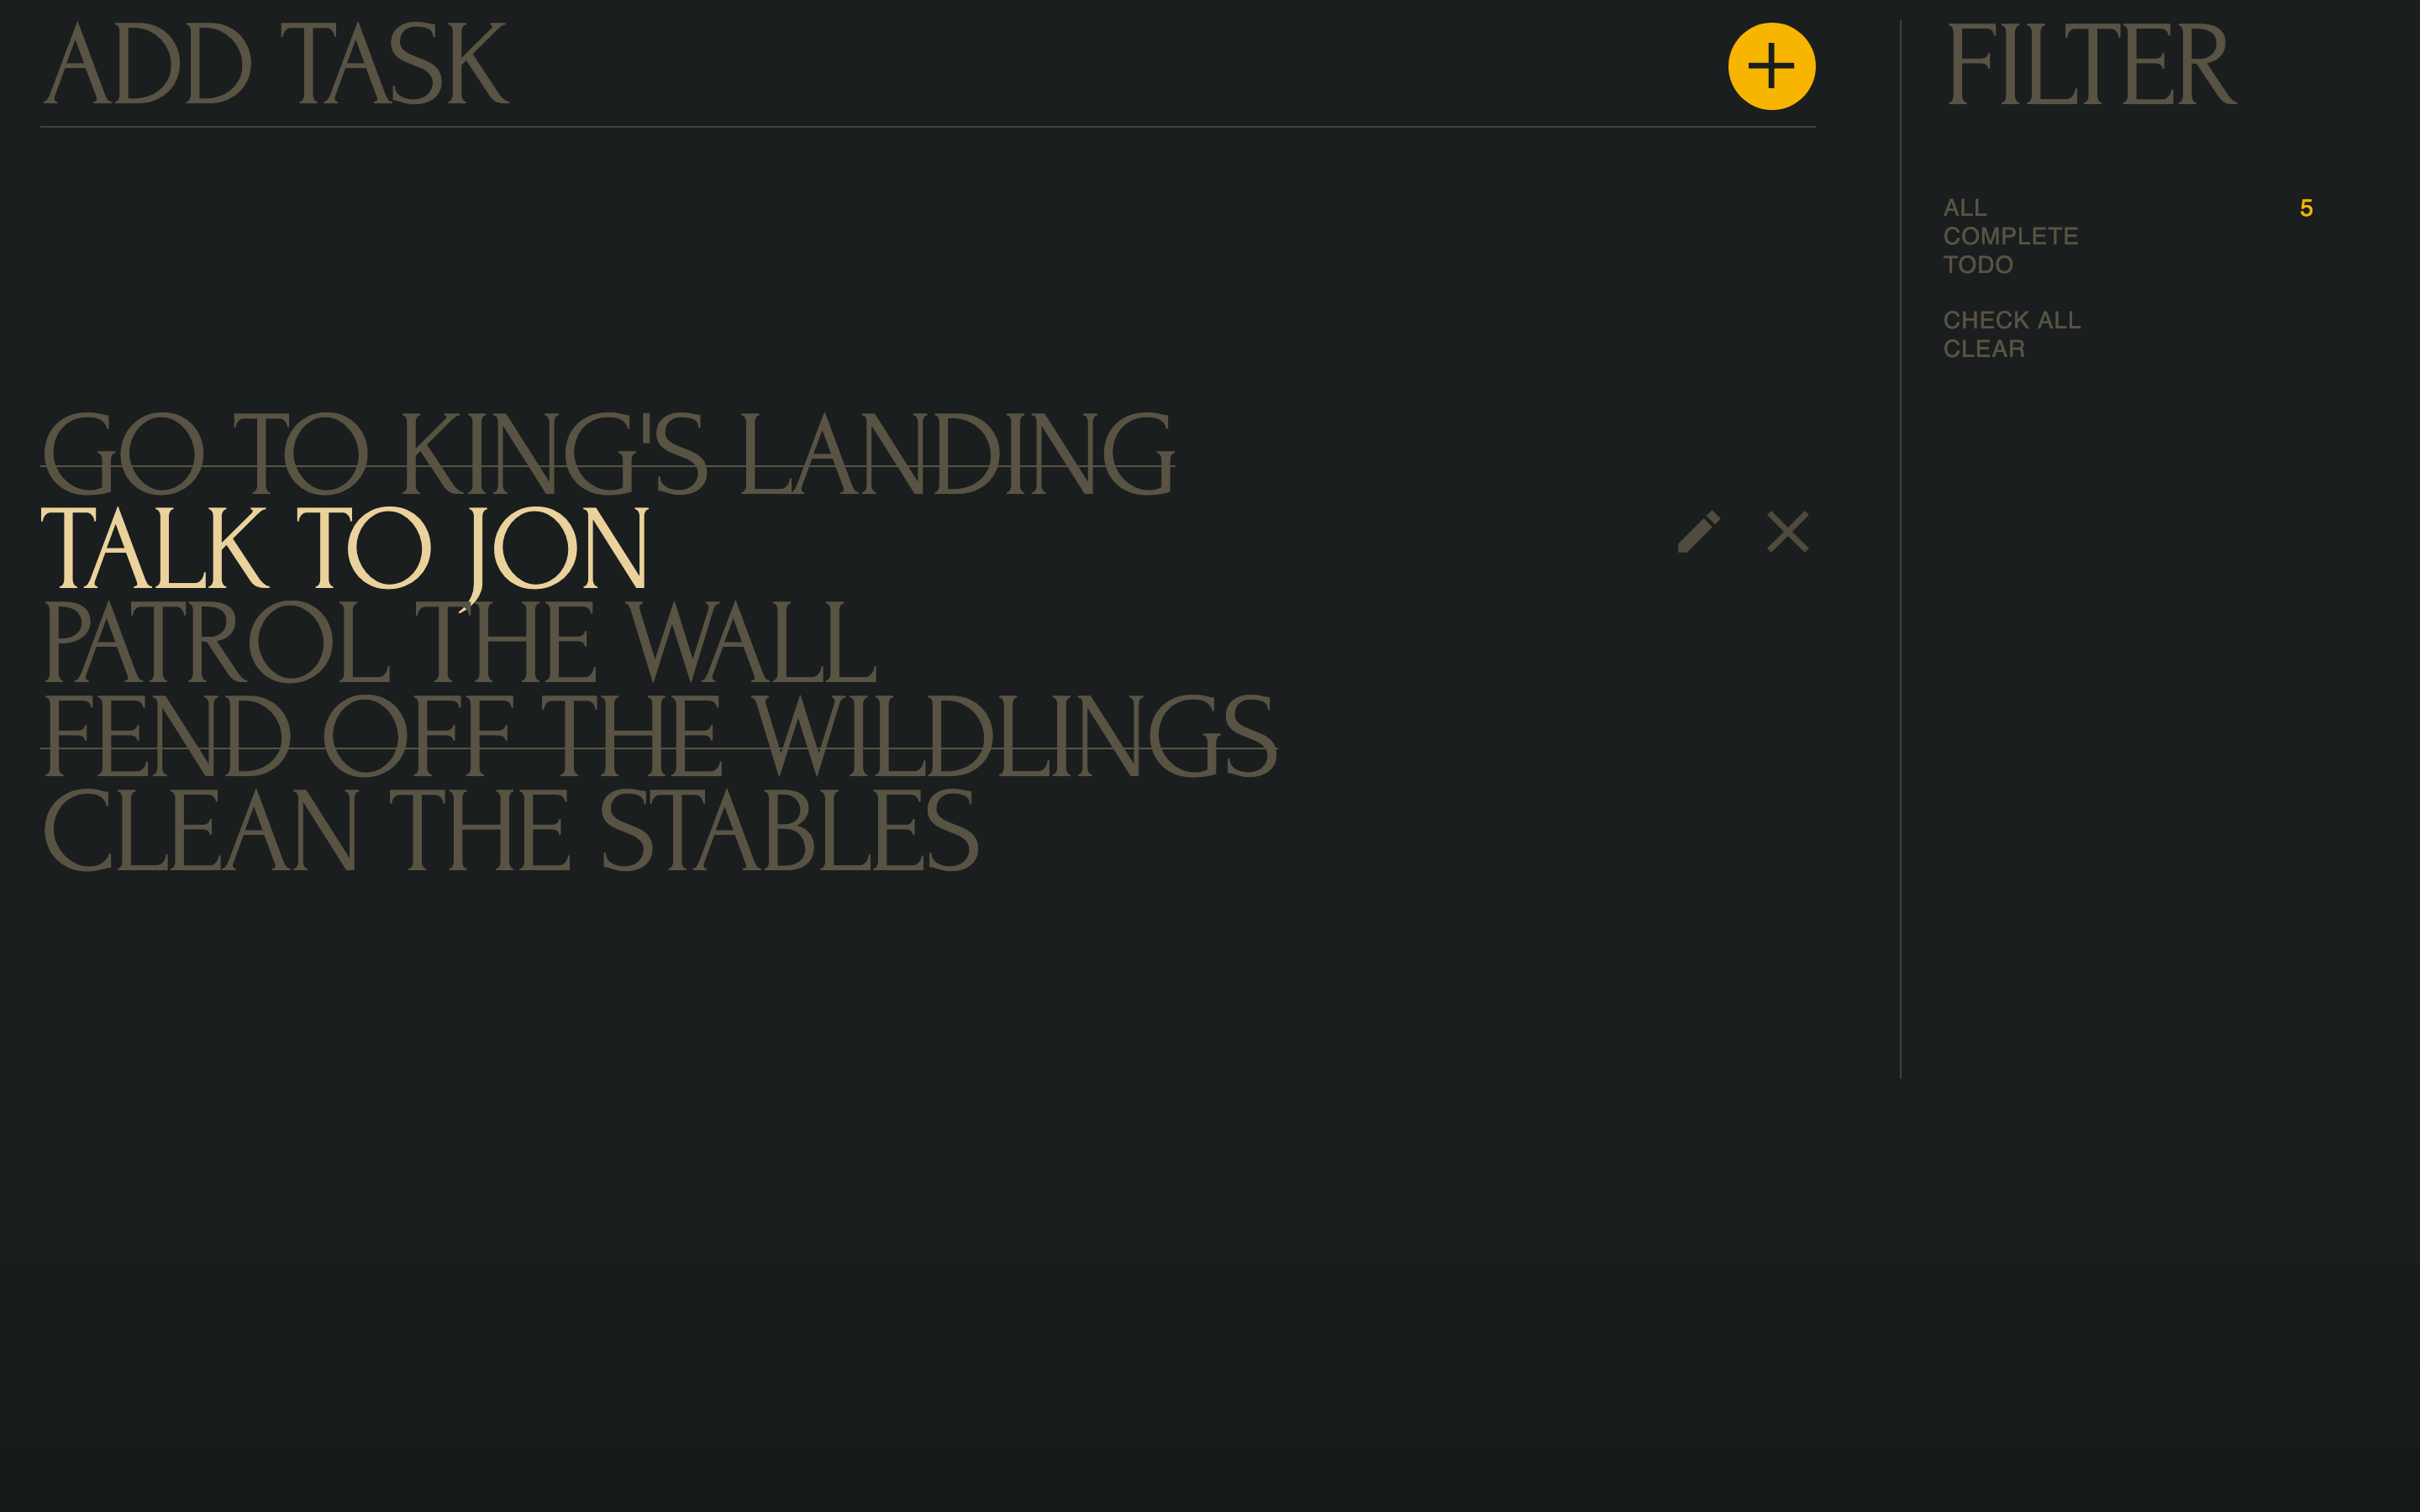 ADD TASK
GO TO KING'S LANDING
TALK TO JON
PATROL THE WALL
FEND OFF THE WILDLINGS
CLEAN THE STABLES
FILTER
ALL 5
COMPLETE
TODO
CHECK ALL
CLEAR